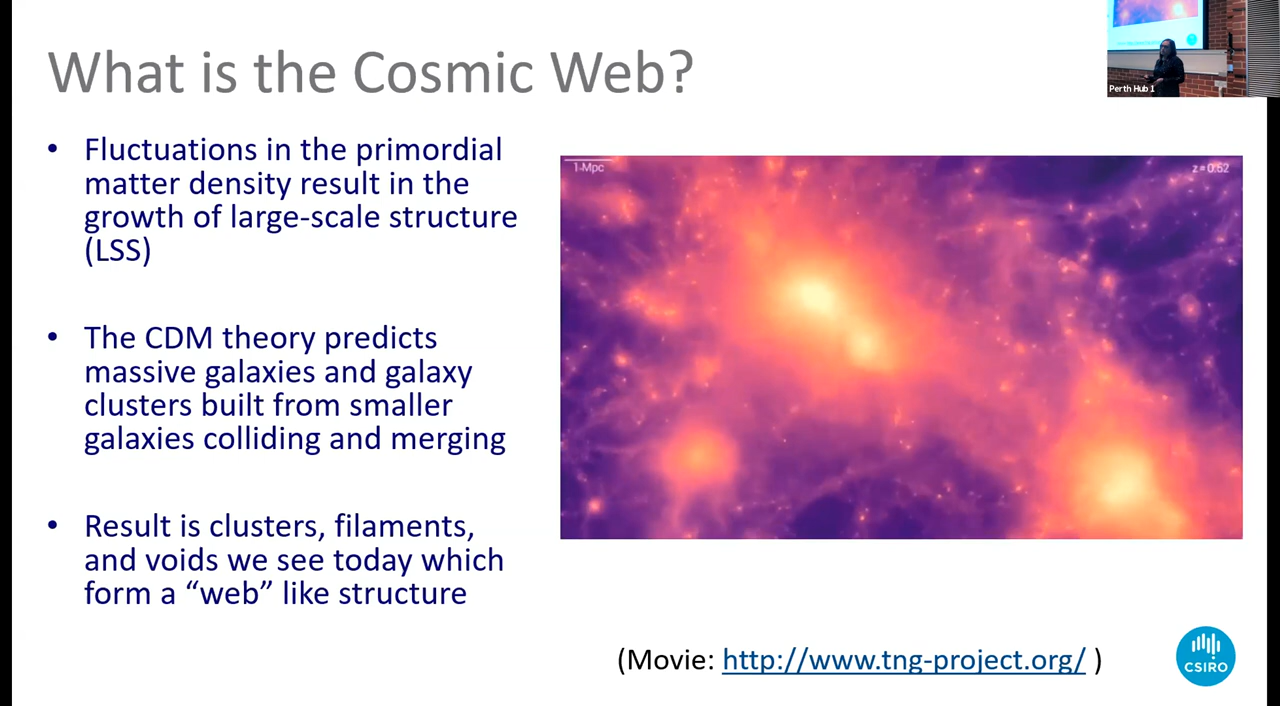 What is the Cosmic Web?
Perth Hub 1
• Fluctuations in the primordial
matter density result in the
growth of large-scale structure
(LSS)
• The CDM theory predicts
massive galaxies and galaxy
clusters built from smaller
galaxies colliding and merging
• Result is clusters, filaments,
and voids we see today which
form a “web” like structure
1 Mpc
z=0.52
(Movie: http://www.tng-project.org/ )
CSIRO